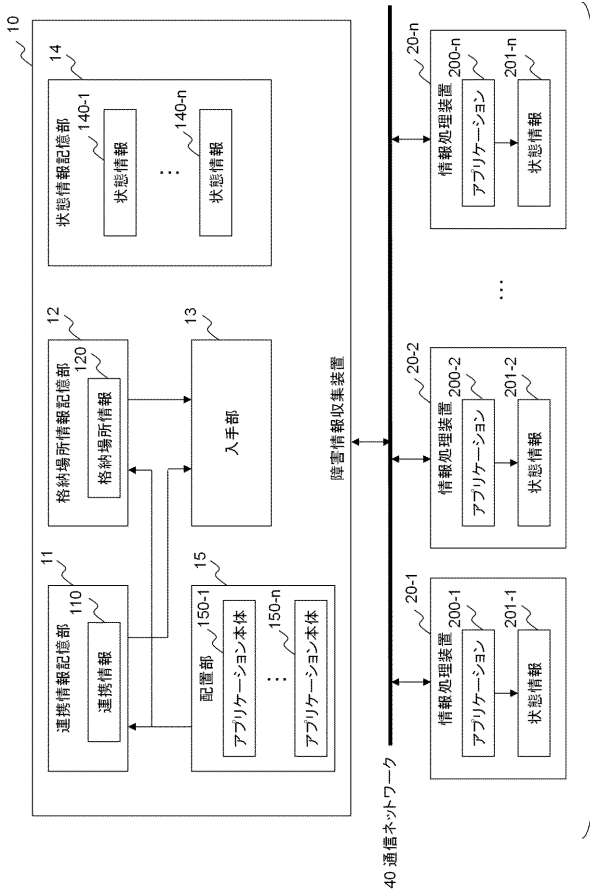 10
連携情報記憶部
11
連携情報
110
格納場所情報記憶部
12
格納場所情報
120
状態情報記憶部
14
状態情報
140-1
⋮
状態情報
140-n
配置部
15
アプリケーション本体
150-1
⋮
アプリケーション本体
150-n
入手部
13
障害情報収集装置
40 通信ネットワーク
情報処理装置
20-1
アプリケーション
200-1
状態情報
201-1
情報処理装置
20-2
アプリケーション
200-2
状態情報
201-2
…
情報処理装置
20-n
アプリケーション
200-n
状態情報
201-n